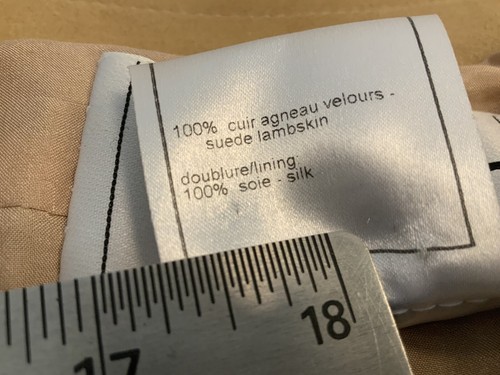 100% cuir agneau velours -
suede lambskin
doublure/lining
100% soie - silk
17
18